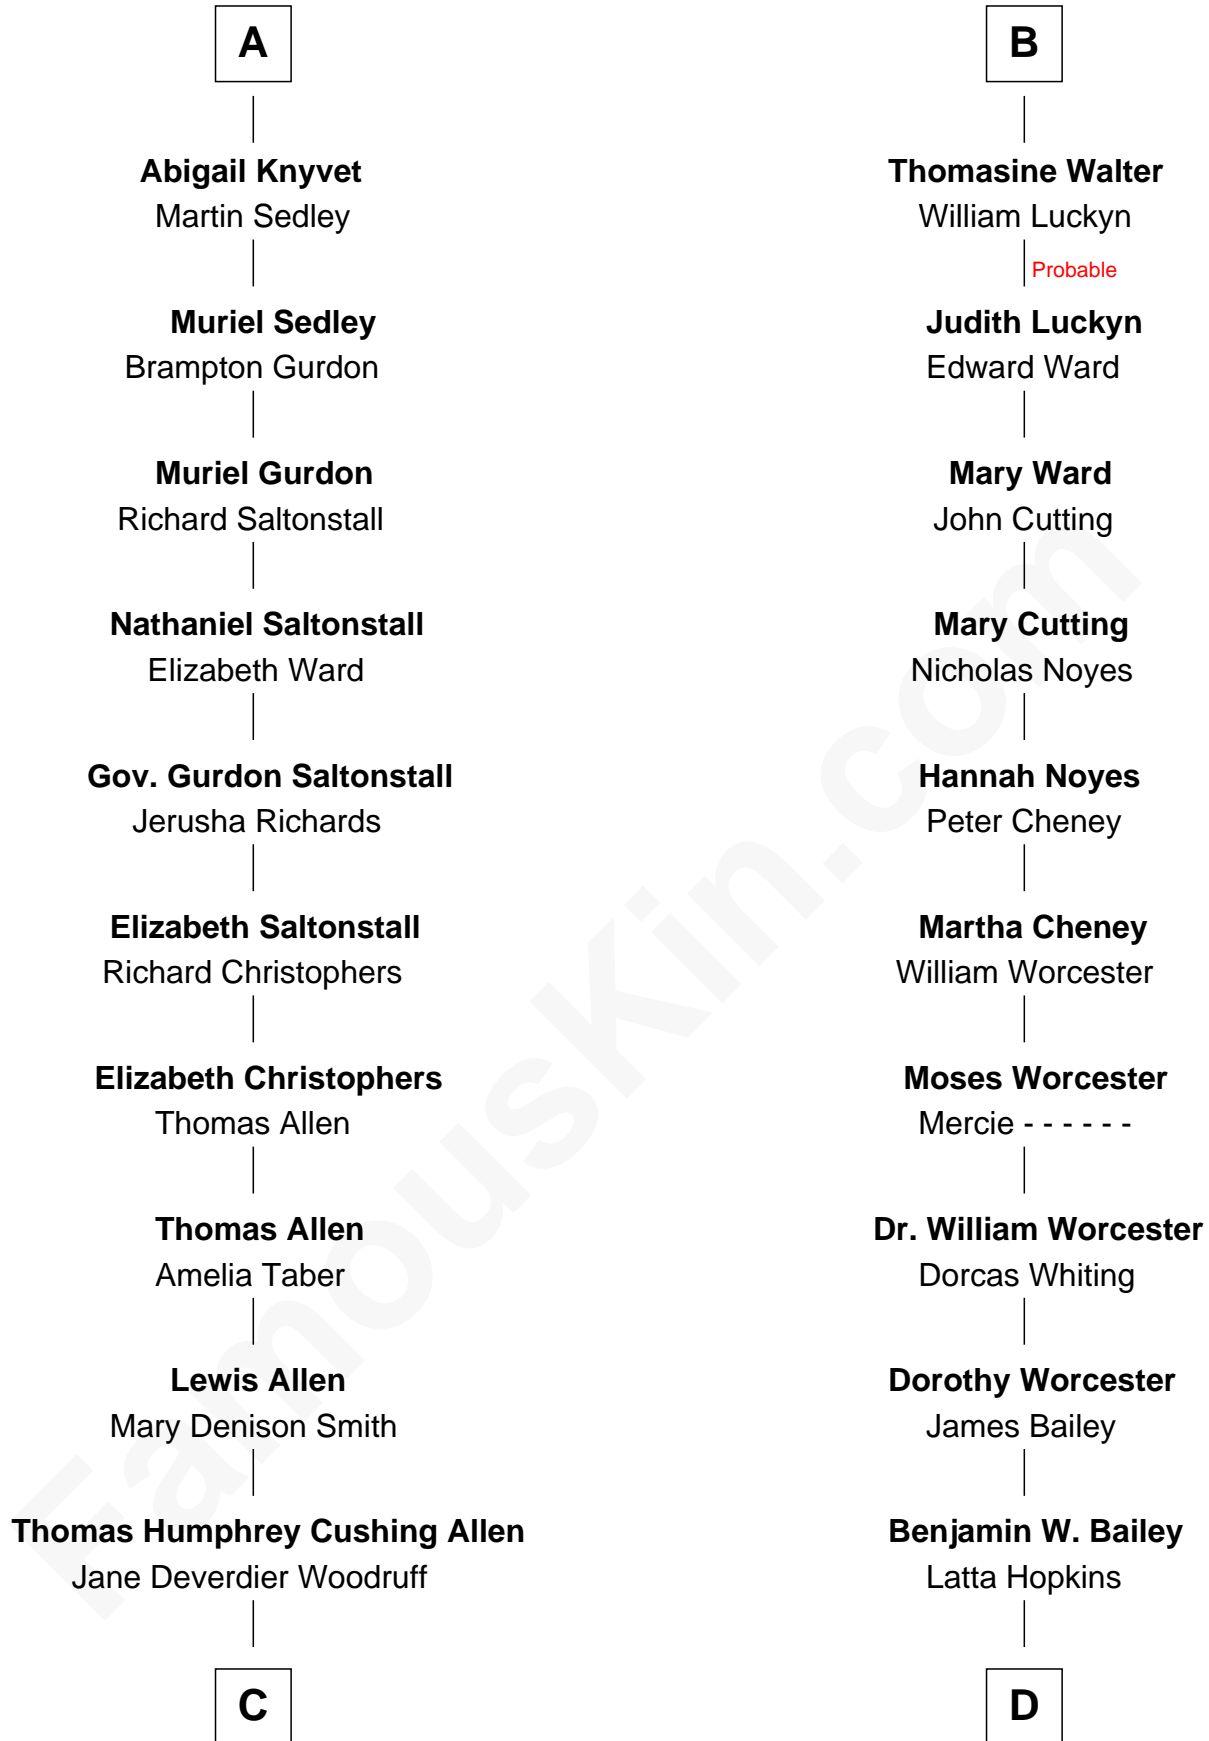 A
Abigail Knyvet
Martin Sedley
Muriel Sedley
Brampton Gurdon
Muriel Gurdon
Richard Saltonstall
Nathaniel Saltonstall
Elizabeth Ward
Gov. Gurdon Saltonstall
Jerusha Richards
Elizabeth Saltonstall
Richard Christophers
Elizabeth Christophers
Thomas Allen
Thomas Allen
Amelia Taber
Lewis Allen
Mary Denison Smith
Thomas Humphrey Cushing Allen
Jane Deverdier Woodruff
C
B
Thomasine Walter
William Luckyn
Probable
Judith Luckyn
Edward Ward
Mary Ward
John Cutting
Mary Cutting
Nicholas Noyes
Hannah Noyes
Peter Cheney
Martha Cheney
William Worcester
Moses Worcester
Mercie - - - - - -
Dr. William Worcester
Dorcas Whiting
Dorothy Worcester
James Bailey
Benjamin W. Bailey
Latta Hopkins
D
FamousKin.com